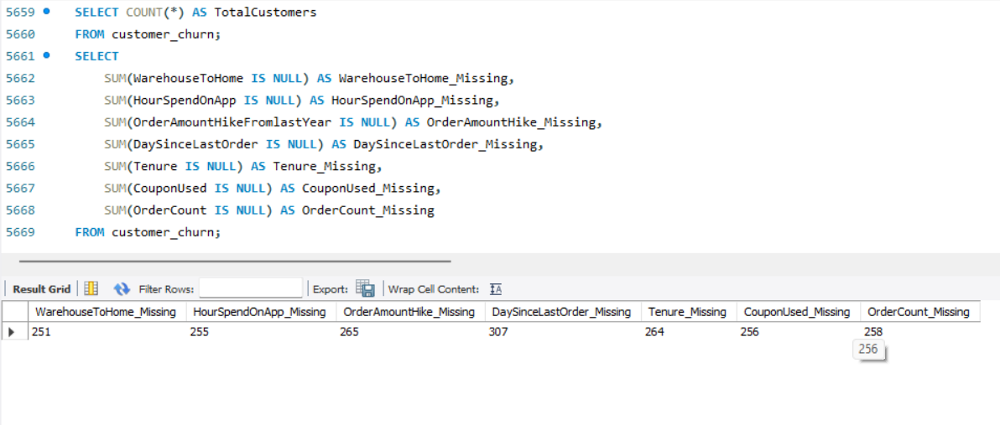 5659 SELECT COUNT(*) AS TotalCustomers
5660 FROM customer_churn;
5661 SELECT
5662 SUM(WarehouseToHome IS NULL) AS WarehouseToHome_Missing,
5663 SUM(HourSpendOnApp IS NULL) AS HourSpendOnApp_Missing,
5664 SUM(OrderAmountHikeFromlastYear IS NULL) AS OrderAmountHike_Missing,
5665 SUM(DaySinceLastOrder IS NULL) AS DaySinceLastOrder_Missing,
5666 SUM(Tenure IS NULL) AS Tenure_Missing,
5667 SUM(CouponUsed IS NULL) AS CouponUsed_Missing,
5668 SUM(OrderCount IS NULL) AS OrderCount_Missing
5669 FROM customer_churn;
Result Grid Filter Rows: Export: Wrap Cell Content: IA
WarehouseToHome_Missing HourSpendOnApp_Missing OrderAmountHike_Missing DaySinceLastOrder_Missing Tenure_Missing CouponUsed_Missing OrderCount_Missing
251 255 265 307 264 256 258
256